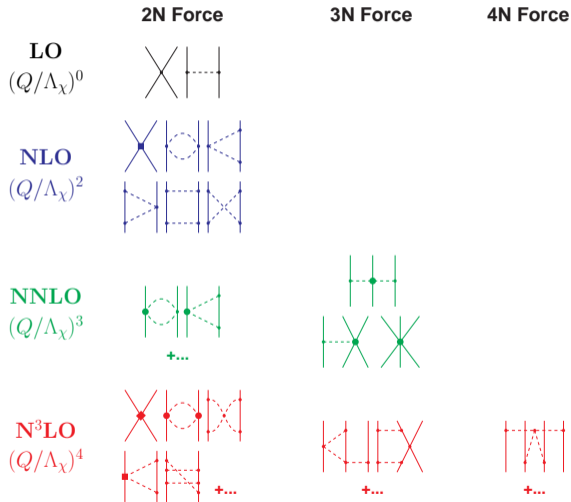 2N Force 3N Force 4N Force
LO
(Q/Λχ)⁰
NLO
(Q/Λχ)²
NNLO
(Q/Λχ)³
+...
N³LO
(Q/Λχ)⁴
+... +... +...